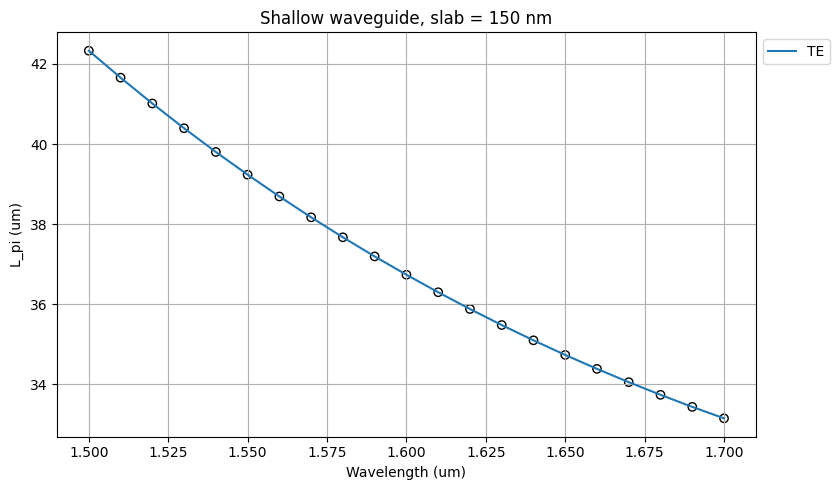 Shallow waveguide, slab = 150 nm
TE
42
40
38
36
34
L_pi (um)
1.500 1.525 1.550 1.575 1.600 1.625 1.650 1.675 1.700
Wavelength (um)